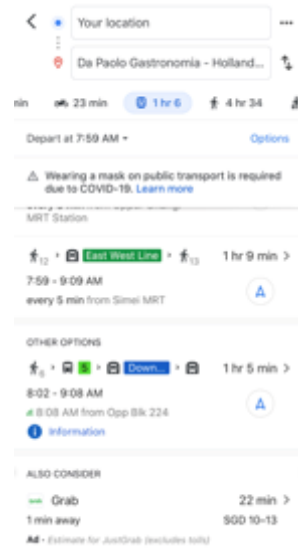 Your location
Da Paolo Gastronomia - Holland...
min 23 min 1 hr 6 4 hr 34
Depart at 7:59 AM Options
Wearing a mask on public transport is required
due to COVID-19. Learn more
MRT Station
12 East West Line 13 1 hr 9 min
7:59 - 9:09 AM
every 5 min from Simei MRT
OTHER OPTIONS
6 5 Down... 1 hr 5 min
8:02 - 9:08 AM
8:08 AM from Opp Blk 224
Information
ALSO CONSIDER
Grab 22 min
1 min away SGD 10-13
Ad · Estimate for JustGrab (excludes tolls)